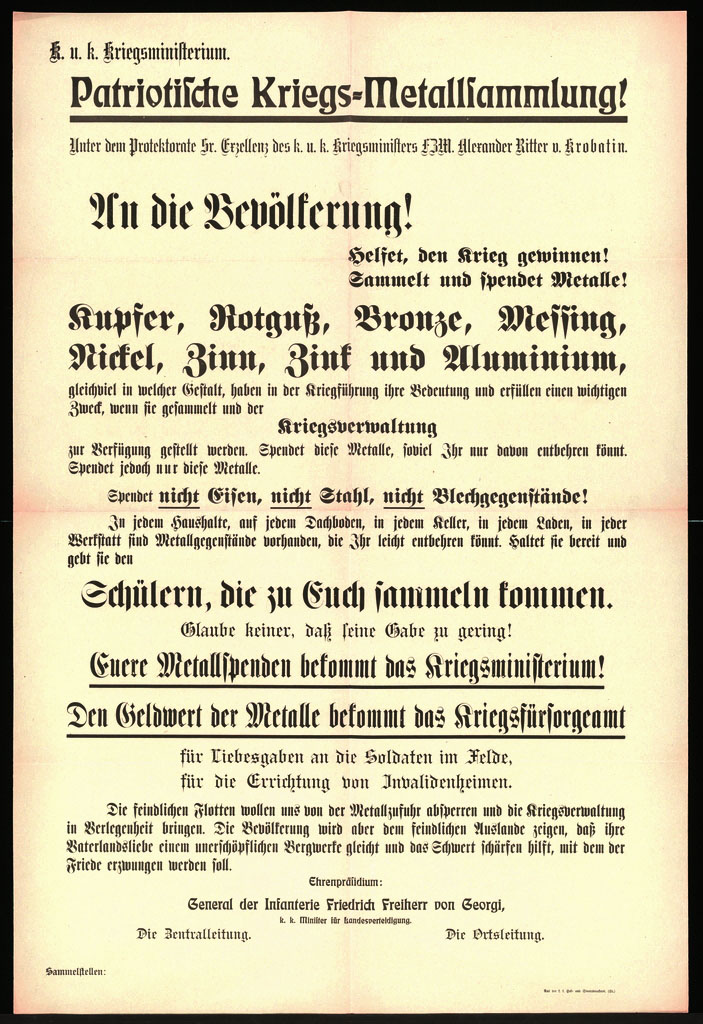 K. u. k. Kriegsministerium.
Patriotische Kriegs-Metallsammlung!
Unter dem Protektorate Sr. Exzellenz des k. u. k. Kriegsministers FZM. Alexander Ritter v. Krobatin.
An die Bevölkerung!
Helfet, den Krieg gewinnen!
Sammelt und spendet Metalle!
Kupfer, Rotguß, Bronze, Messing,
Nickel, Zinn, Zink und Aluminium,
gleichviel in welcher Gestalt, haben in der Kriegführung ihre Bedeutung und erfüllen einen wichtigen
Zweck, wenn sie gesammelt und der
Kriegsverwaltung
zur Verfügung gestellt werden. Spendet diese Metalle, soviel Ihr nur davon entbehren könnt.
Spendet jedoch nur diese Metalle.
Spendet nicht Eisen, nicht Stahl, nicht Blechgegenstände!
In jedem Haushalte, auf jedem Dachboden, in jedem Keller, in jedem Laden, in jeder
Werkstatt sind Metallgegenstände vorhanden, die Ihr leicht entbehren könnt. Haltet sie bereit und
gebt sie den
Schülern, die zu Euch sammeln kommen.
Glaube keiner, daß seine Gabe zu gering!
Euere Metallspenden bekommt das Kriegsministerium!
Den Geldwert der Metalle bekommt das Kriegsfürsorgeamt
für Liebesgaben an die Soldaten im Felde,
für die Errichtung von Invalidenheimen.
Die feindlichen Flotten wollen uns von der Metallzufuhr absperren und die Kriegsverwaltung
in Verlegenheit bringen. Die Bevölkerung wird aber dem feindlichen Auslande zeigen, daß ihre
Vaterlandsliebe einem unerschöpflichen Bergwerke gleicht und das Schwert schärfen hilft, mit dem der
Friede erzwungen werden soll.
Ehrenpräsidium:
General der Infanterie Friedrich Freiherr von Georgi,
k. k. Minister für Landesverteidigung.
Die Zentralleitung. Die Ortsleitung.
Sammelstellen:
Aus der k. k. Hof- und Staatsdruckerei.